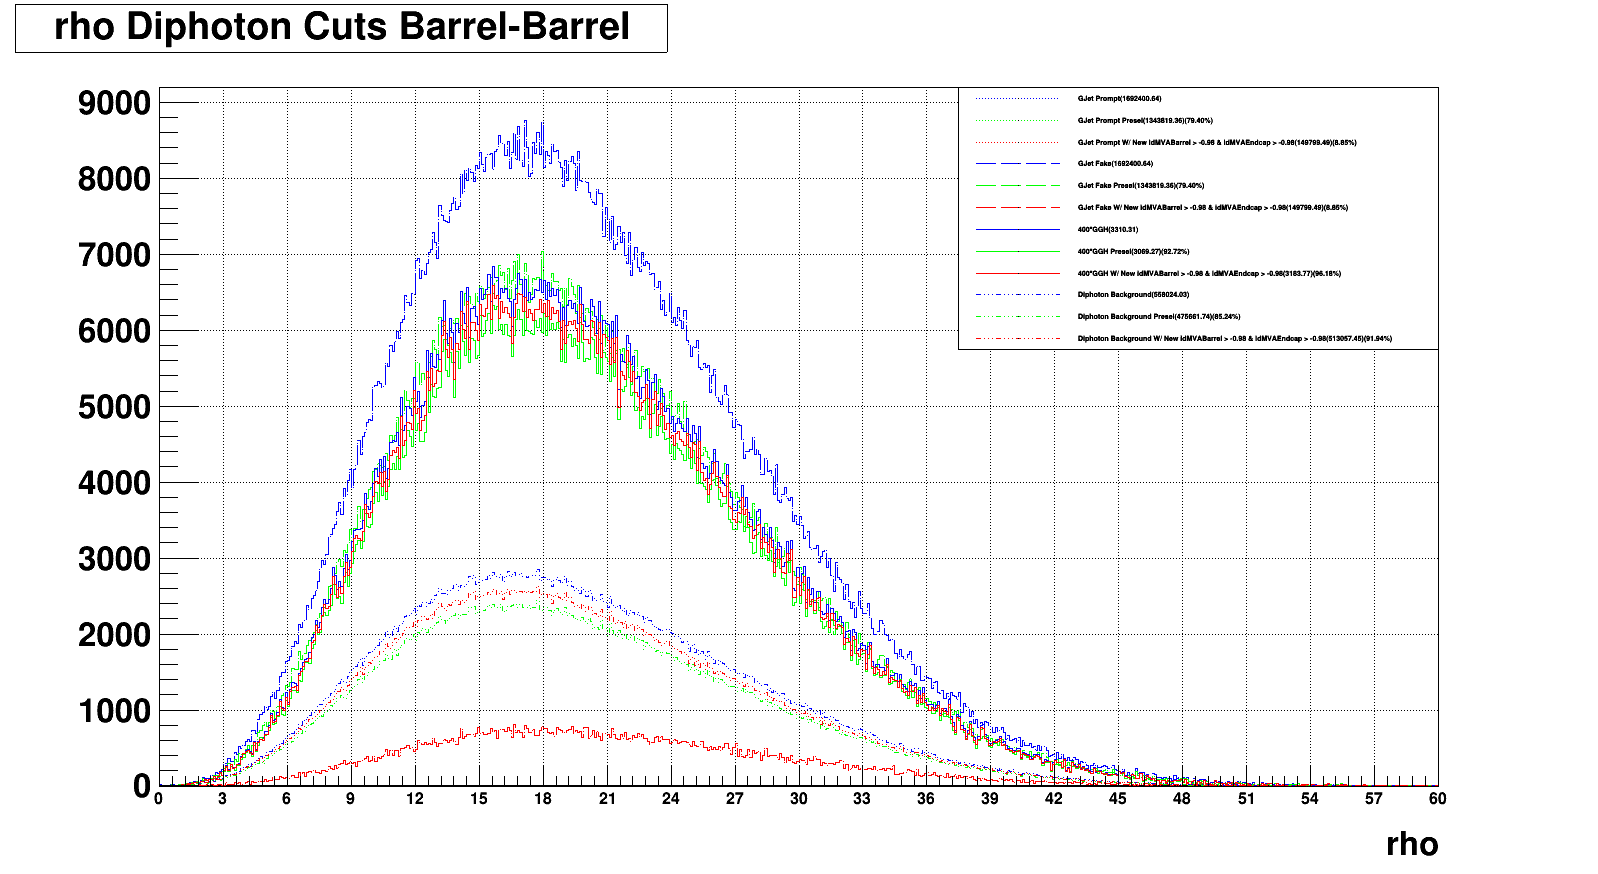 rho Diphoton Cuts Barrel-Barrel
9000
8000
7000
6000
5000
4000
3000
2000
1000
0
GJet Prompt(1692400.64)
GJet Prompt Presel(1343819.36)(79.40%)
GJet Prompt W/ New IdMVABarrel > -0.98 & IdMVAEndcap > -0.98(149799.49)(8.85%)
GJet Fake(1692400.64)
GJet Fake Presel(1343819.36)(79.40%)
GJet Fake W/ New IdMVABarrel > -0.98 & IdMVAEndcap > -0.98(149799.49)(8.85%)
400*GGH(3310.31)
400*GGH Presel(3069.27)(92.72%)
400*GGH W/ New IdMVABarrel > -0.98 & IdMVAEndcap > -0.98(3183.77)(96.18%)
Diphoton Background(558024.03)
Diphoton Background Presel(475661.74)(85.24%)
Diphoton Background W/ New IdMVABarrel > -0.98 & IdMVAEndcap > -0.98(513057.45)(91.94%)
0 3 6 9 12 15 18 21 24 27 30 33 36 39 42 45 48 51 54 57 60
rho